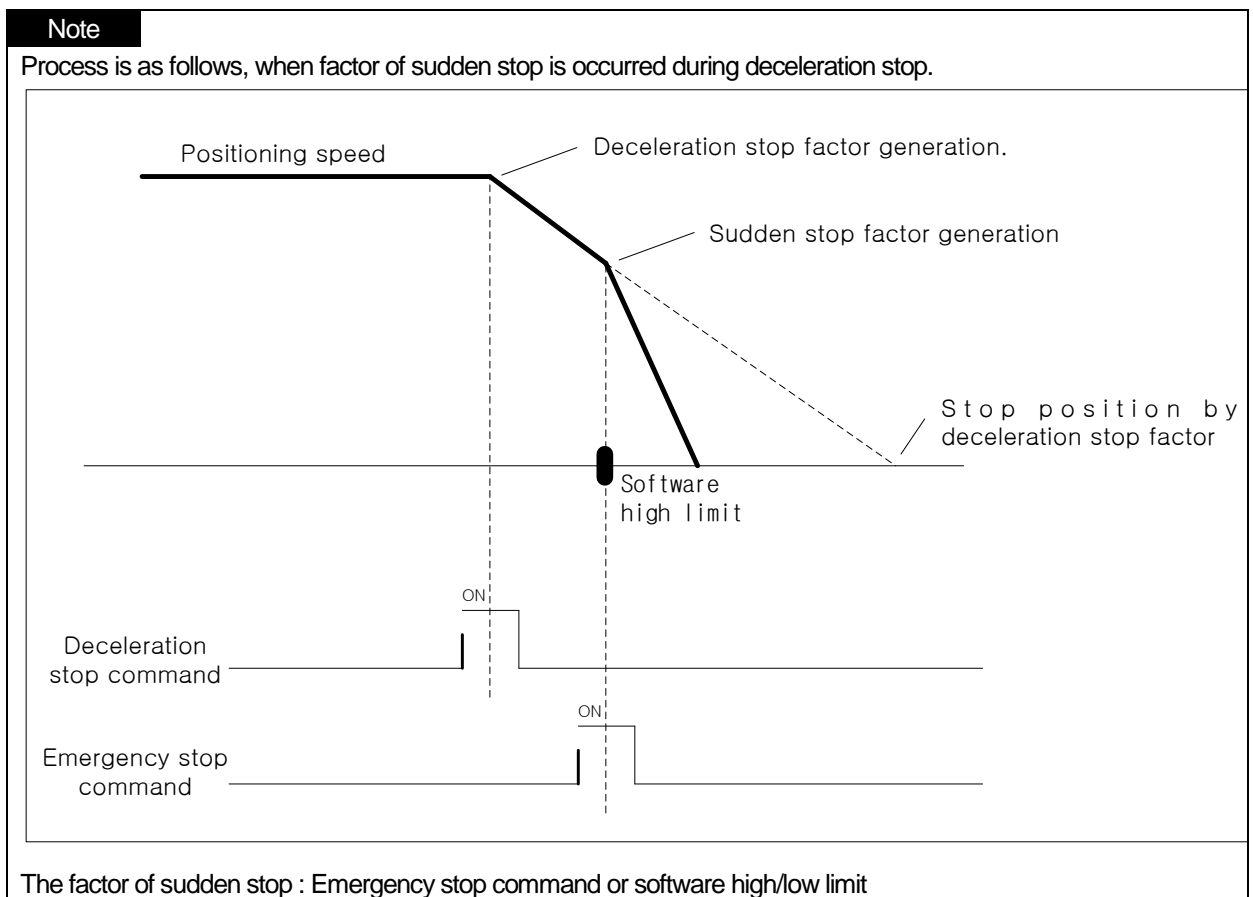 Note
Process is as follows, when factor of sudden stop is occurred during deceleration stop.
Positioning speed
Deceleration stop factor generation.
Sudden stop factor generation
Stop position by
deceleration stop factor
Software
high limit
ON
Deceleration
stop command
ON
Emergency stop
command
The factor of sudden stop : Emergency stop command or software high/low limit